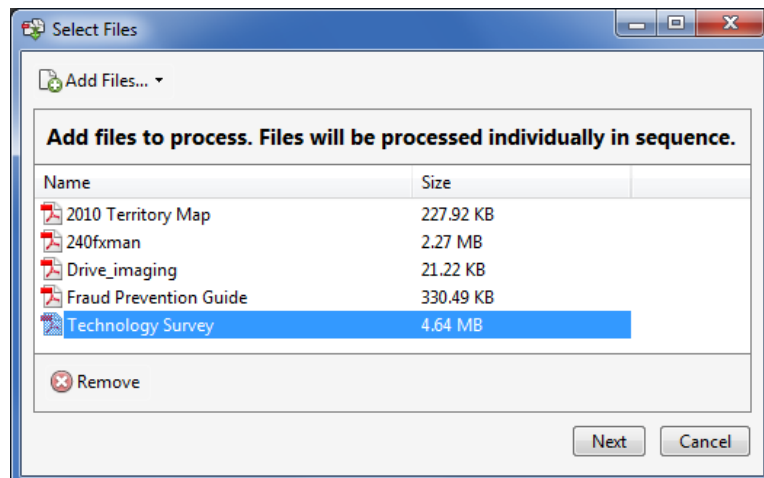 Select Files
Add Files...
Add files to process. Files will be processed individually in sequence.
Name Size
2010 Territory Map 227.92 KB
240fxman 2.27 MB
Drive_imaging 21.22 KB
Fraud Prevention Guide 330.49 KB
Technology Survey 4.64 MB
Remove
Next Cancel